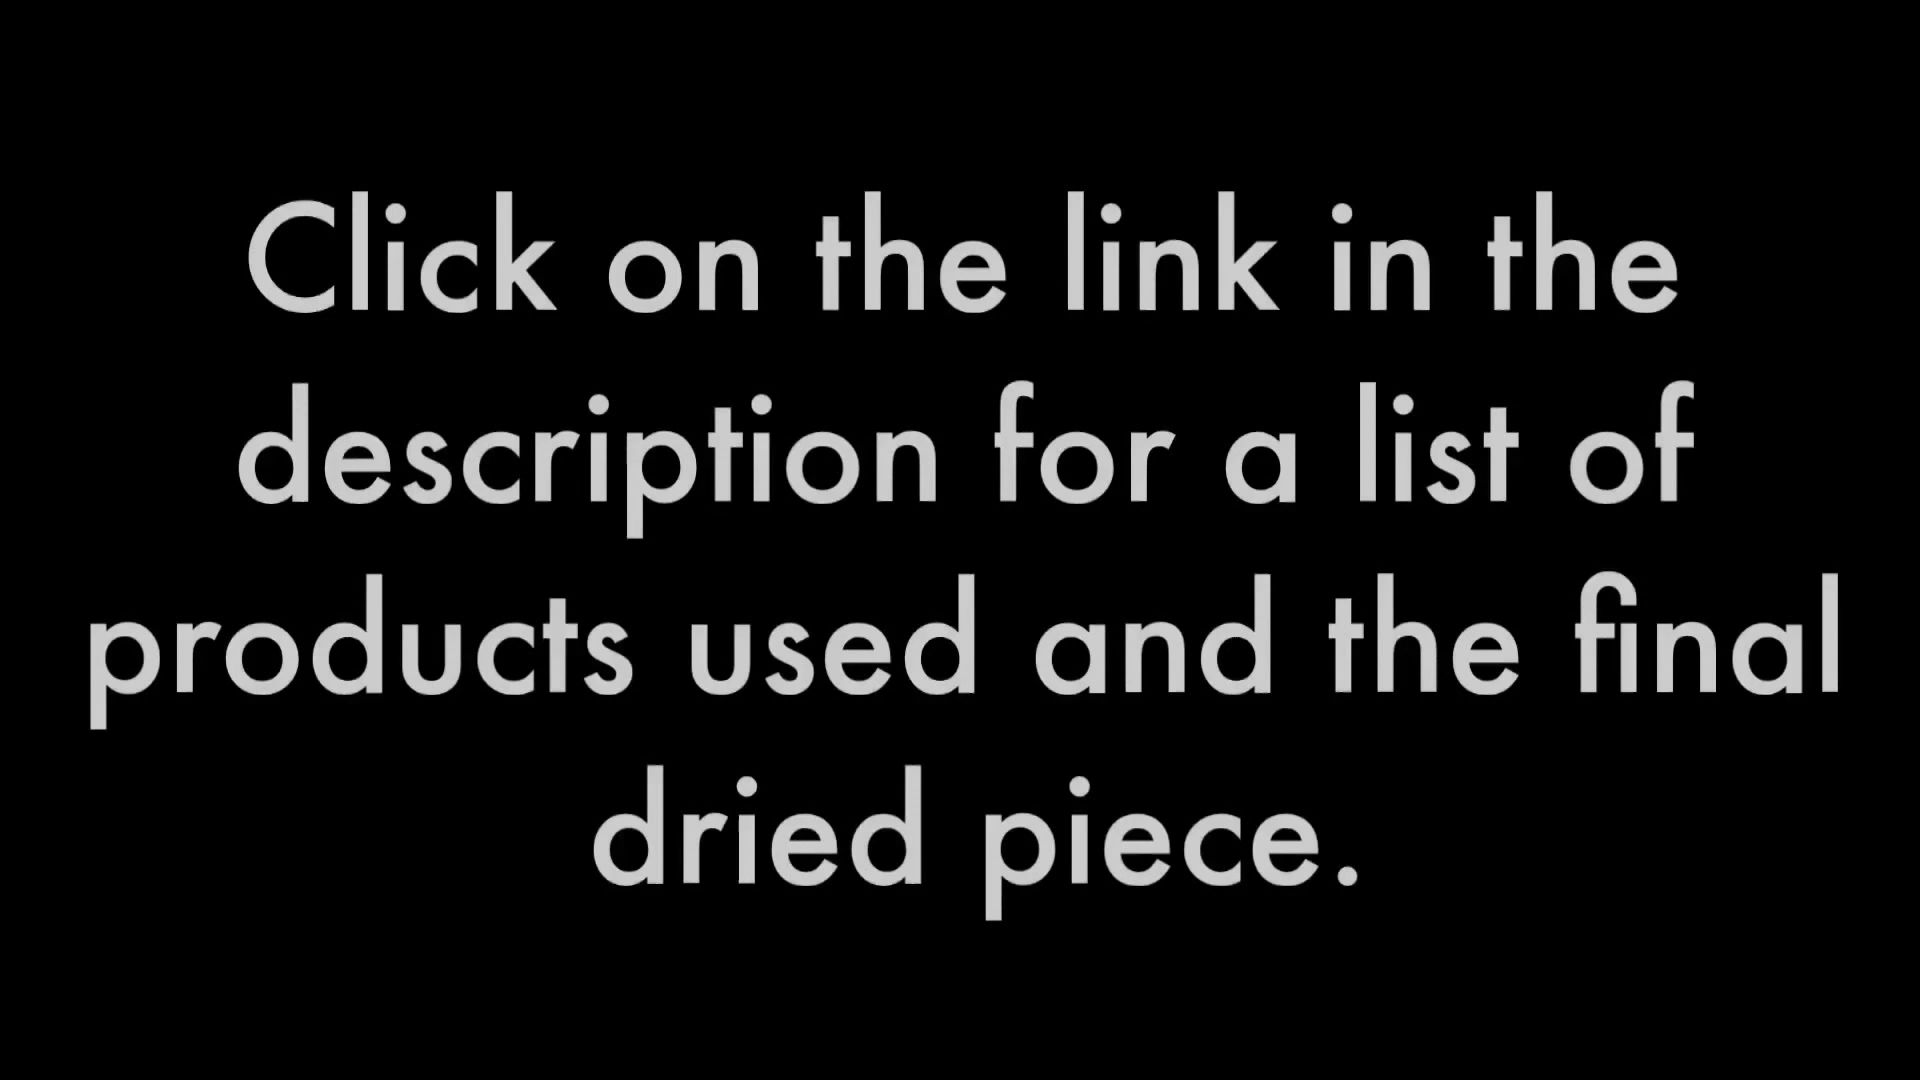 Click on the link in the
description for a list of
products used and the final
dried piece.